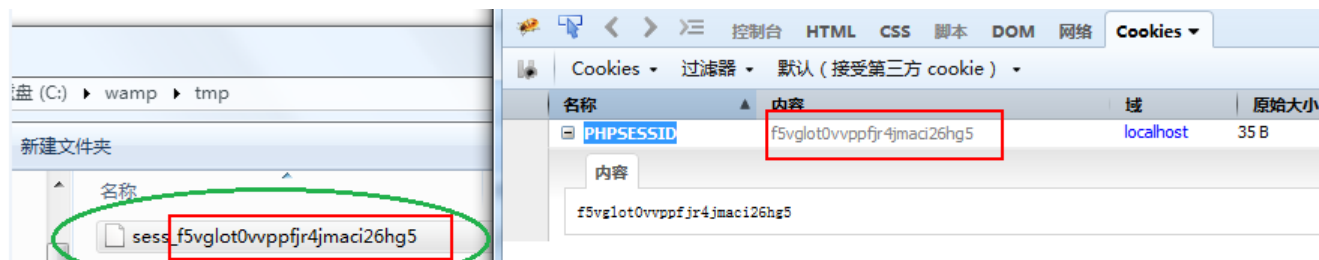 盘 (C:) ▸ wamp ▸ tmp
新建文件夹
名称
sess_f5vglot0vvppfjr4jmaci26hg5
控制台 HTML CSS 脚本 DOM 网络 Cookies
Cookies 过滤器 默认 ( 接受第三方 cookie )
名称 内容 域 原始大小
PHPSESSID f5vglot0vvppfjr4jmaci26hg5 localhost 35 B
内容
f5vglot0vvppfjr4jmaci26hg5